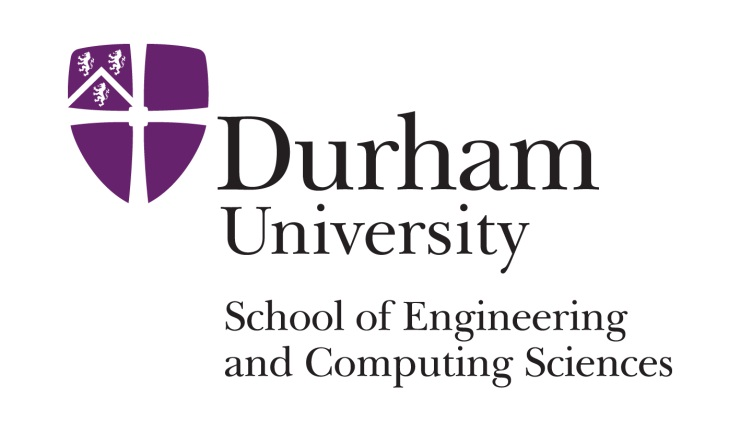 Durham
University
School of Engineering
and Computing Sciences